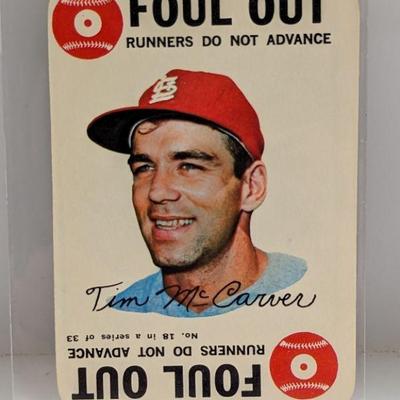 FOUL OUT
RUNNERS DO NOT ADVANCE
STL
Tim McCarver
No. 18 in a series of 33
RUNNERS DO NOT ADVANCE
FOUL OUT